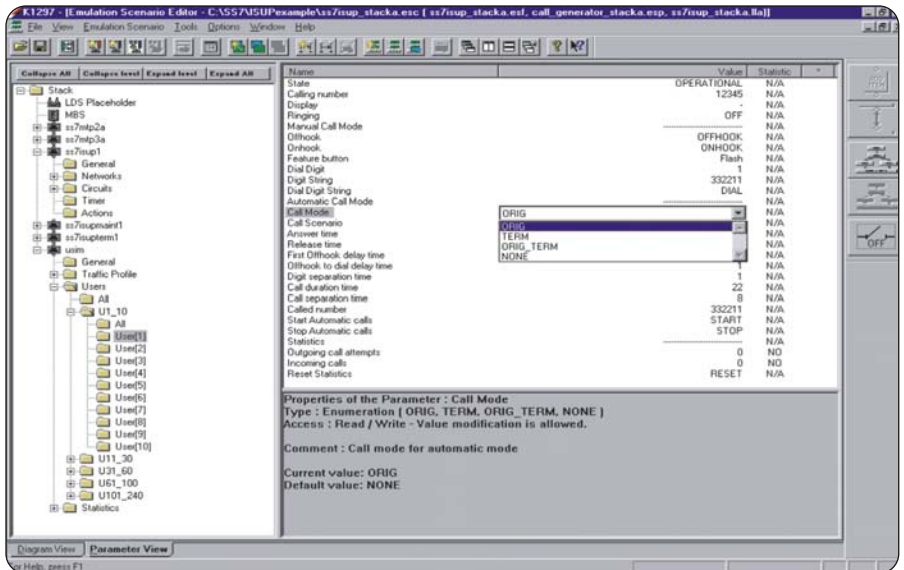 K1297 - [Emulation Scenario Editor - C:\SS7\ISUPexample\ss7isup_stacka.esc [ ss7isup_stacka.est, call_generator_stacka.esp, ss7isup_stacka.lla]]
File View Emulation Scenario Tools Options Window Help
Collapse All Collapse level Expand level Expand All
Stack
LDS Placeholder
MBS
ss7mtp2a
ss7mtp3a
ss7isup1
General
Networks
Circuits
Timer
Actions
ss7isupmaint1
ss7isupterm1
usim
General
Traffic Profile
Users
All
U1_10
All
User[1]
User[2]
User[3]
User[4]
User[5]
User[6]
User[7]
User[8]
User[9]
User[10]
U11_30
U31_60
U61_100
U101_240
Statistics
Name Value Statistic *
State OPERATIONAL N/A
Calling number 12345 N/A
Display - N/A
Ringing OFF N/A
Manual Call Mode -------------------- N/A
Offhook OFFHOOK N/A
Onhook ONHOOK N/A
Feature button Flash N/A
Dial Digit 1 N/A
Digit String 332211 N/A
Dial Digit String DIAL N/A
Automatic Call Mode -------------------- N/A
Call Mode ORIG N/A
Call Scenario ORIG N/A
Answer time TERM N/A
Release time ORIG_TERM N/A
First Offhook delay time NONE N/A
Offhook to dial delay time 1 N/A
Digit separation time 1 N/A
Call duration time 22 N/A
Call separation time 8 N/A
Called number 332211 N/A
Start Automatic calls START N/A
Stop Automatic calls STOP N/A
Statistics -------------------- N/A
Outgoing call attempts 0 NO
Incoming calls 0 NO
Reset Statistics RESET N/A
Properties of the Parameter : Call Mode
Type : Enumeration [ ORIG, TERM, ORIG_TERM, NONE ]
Access : Read / Write - Value modification is allowed.
Comment : Call mode for automatic mode
Current value: ORIG
Default value: NONE
OFF
Diagram View Parameter View
or Help, press F1